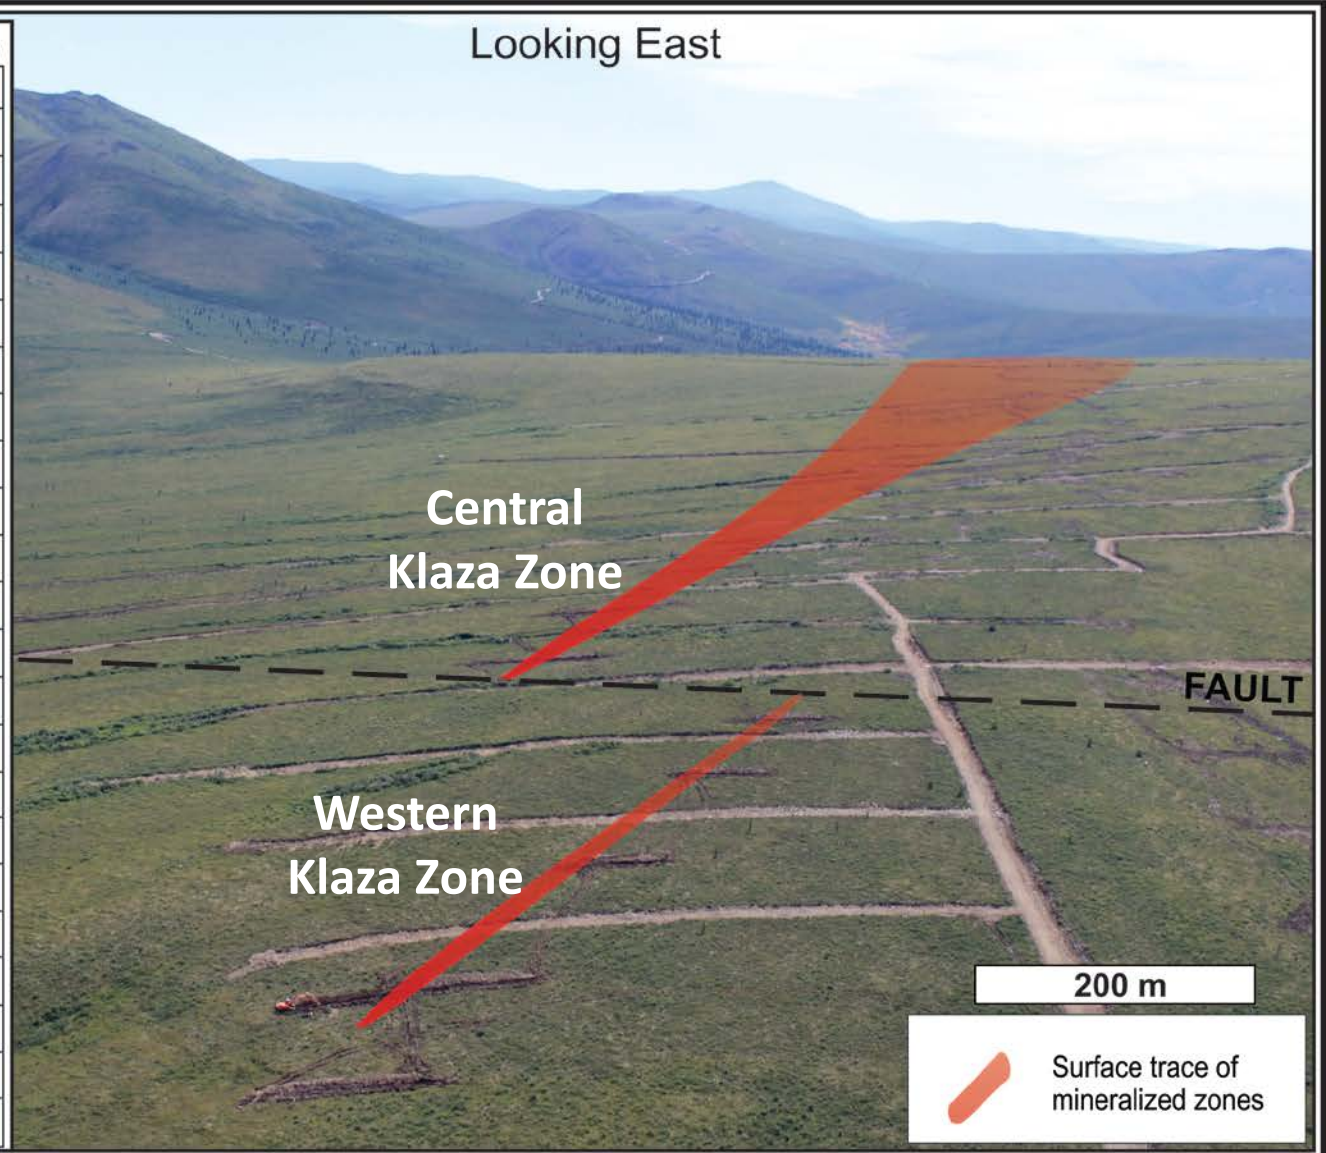 Looking East
Central
Klaza Zone
FAULT
Western
Klaza Zone
200 m
Surface trace of
mineralized zones